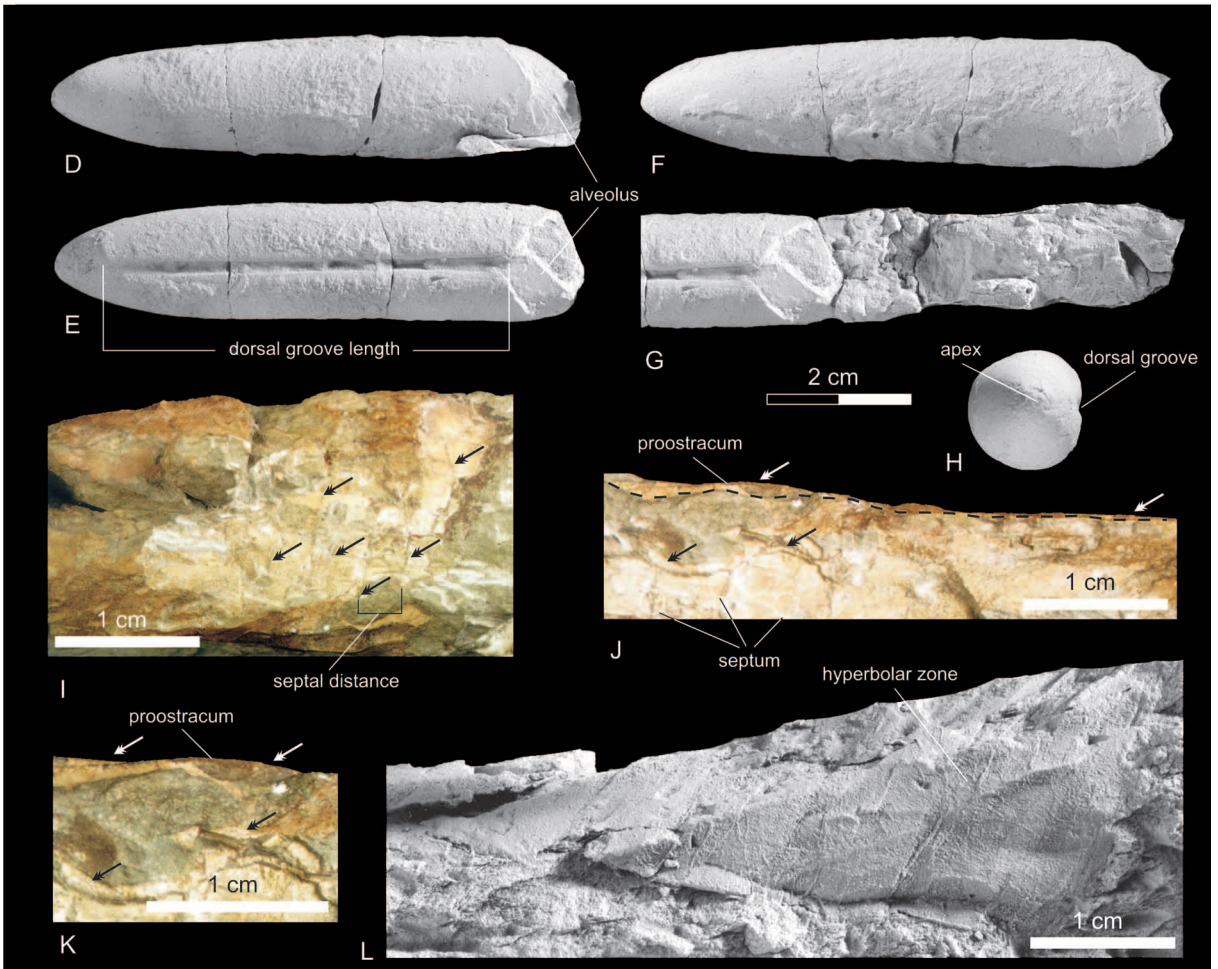 D
F
alveolus
E
dorsal groove length
G
2 cm
apex
dorsal groove
H
proostracum
1 cm
I
septal distance
1 cm
J
septum
hyperbolar zone
proostracum
1 cm
K
L
1 cm